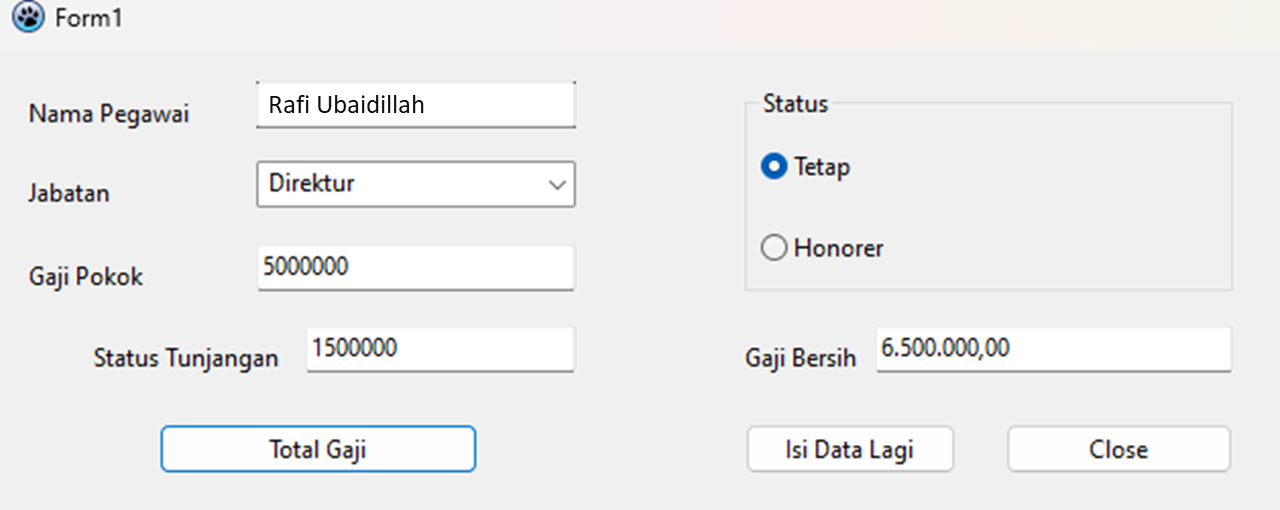 Form1
Nama Pegawai
Rafi Ubaidillah
Jabatan
Direktur
Gaji Pokok
5000000
Status Tunjangan
1500000
Total Gaji
Status
Tetap
Honorer
Gaji Bersih
6.500.000,00
Isi Data Lagi
Close